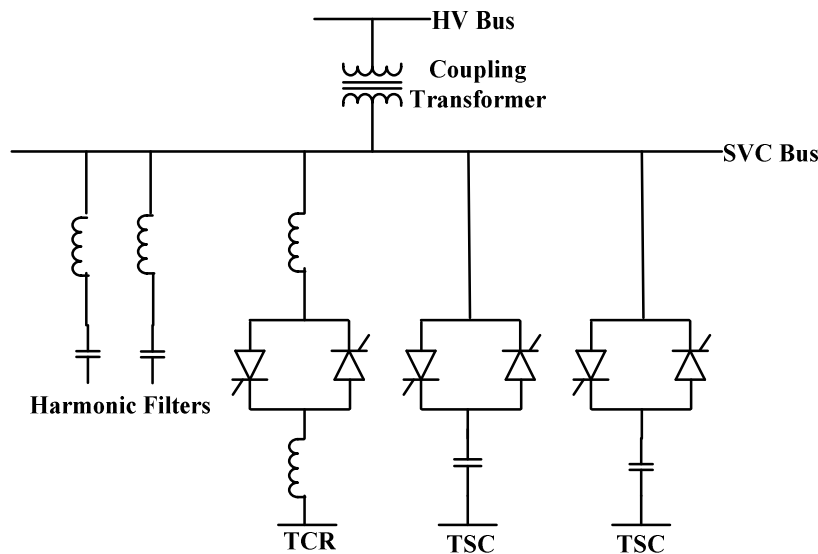 HV Bus
Coupling
Transformer
SVC Bus
Harmonic Filters
TCR
TSC
TSC